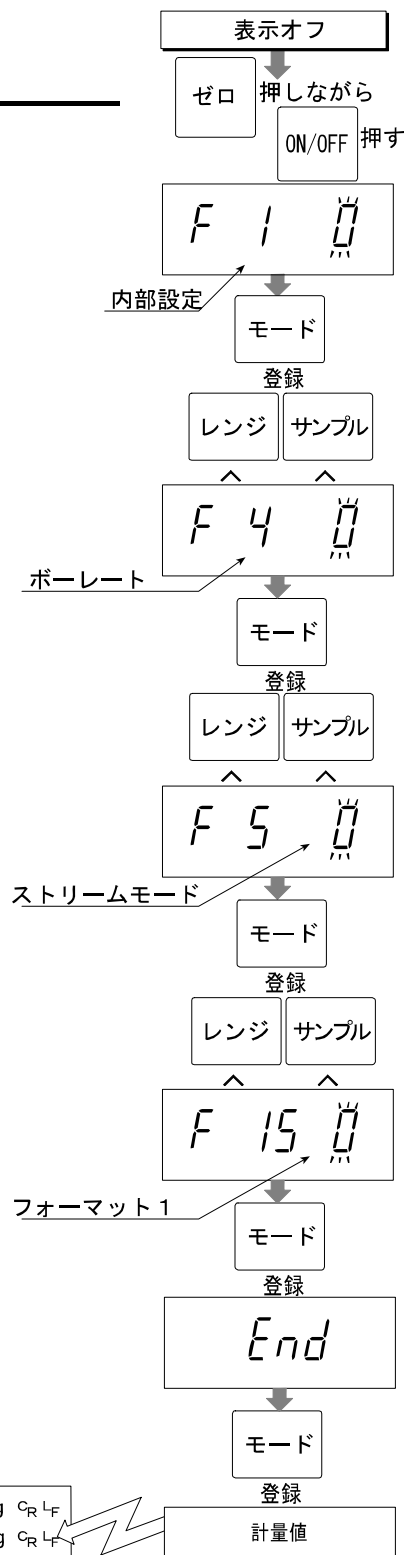 表示オフ
ゼロ 押しながら
ON/OFF 押す
F 1 0
内部設定
モード
登録
レンジ サンプル
F 4 0
ボーレート
モード
登録
レンジ サンプル
F 5 0
ストリームモード
モード
登録
レンジ サンプル
F 15 0
フォーマット1
モード
登録
End
モード
登録
g CR LF
g CR LF
計量値